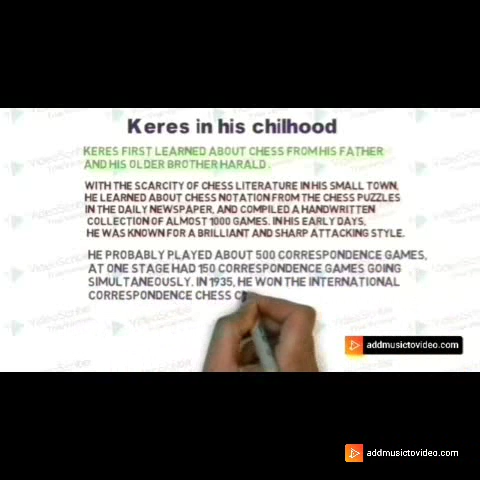 Keres in his chilhood
KERES FIRST LEARNED ABOUT CHESS FROM HIS FATHER
AND HIS OLDER BROTHER HARALD.
WITH THE SCARCITY OF CHESS LITERATURE IN HIS SMALL TOWN,
HE LEARNED ABOUT CHESS NOTATION FROM THE CHESS PUZZLES
IN THE DAILY NEWSPAPER, AND COMPILED A HANDWRITTEN
COLLECTION OF ALMOST 1000 GAMES. IN HIS EARLY DAYS,
HE WAS KNOWN FOR A BRILLIANT AND SHARP ATTACKING STYLE.
HE PROBABLY PLAYED ABOUT 500 CORRESPONDENCE GAMES,
AT ONE STAGE HAD 150 CORRESPONDENCE GAMES GOING
SIMULTANEOUSLY. IN 1935, HE WON THE INTERNATIONAL
CORRESPONDENCE CHESS C
addmusictovideo.com
addmusictovideo.com